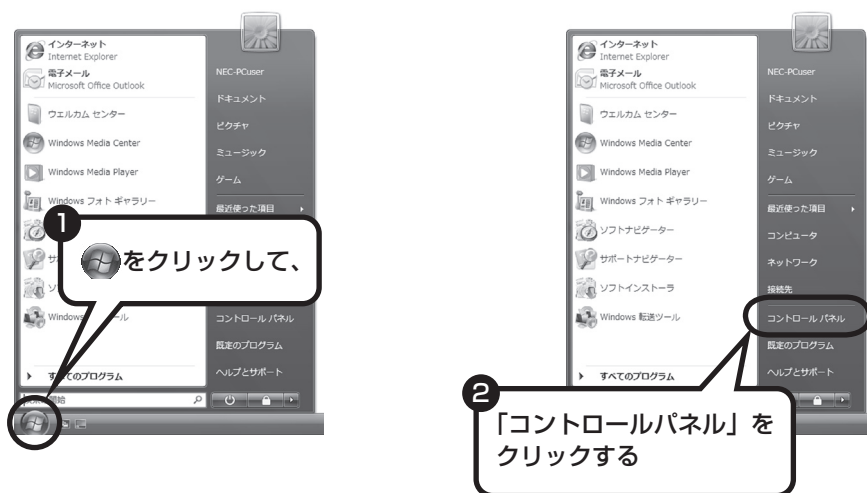 インターネット
Internet Explorer
電子メール
Microsoft Office Outlook
ウエルカム センター
Windows Media Center
Windows Media Player
Windows フォト ギャラリー
Windows
すべてのプログラム
NEC-PCuser
ドキュメント
ピクチャ
ミュージック
ゲーム
最近使った項目
コントロール パネル
既定のプログラム
ヘルプとサポート
1
をクリックして、
インターネット
Internet Explorer
電子メール
Microsoft Office Outlook
ウエルカム センター
Windows Media Center
Windows Media Player
Windows フォト ギャラリー
ソフトナビゲーター
サポートナビゲーター
ソフトインストーラ
Windows 転送ツール
すべてのプログラム
NEC-PCuser
ドキュメント
ピクチャ
ミュージック
ゲーム
最近使った項目
コンピュータ
ネットワーク
接続先
コントロール パネル
既定のプログラム
ヘルプとサポート
2
「コントロールパネル」を
クリックする